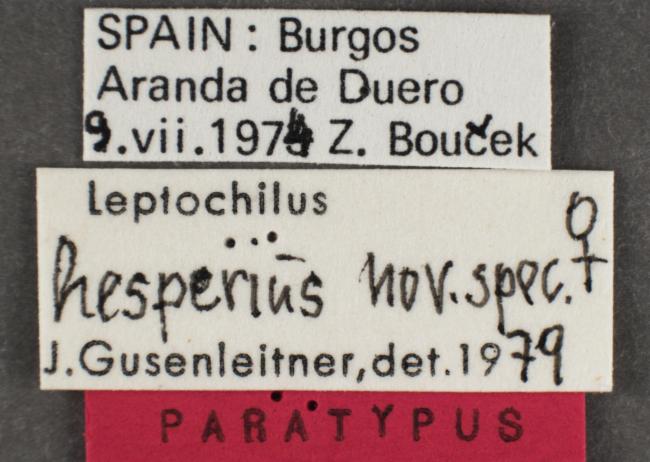 SPAIN: Burgos
Aranda de Duero
9.vii.1974 Z. Bouček
Leptochilus
hesperius nov.spec. ♀
J.Gusenleitner,det.1979
PARATYPUS